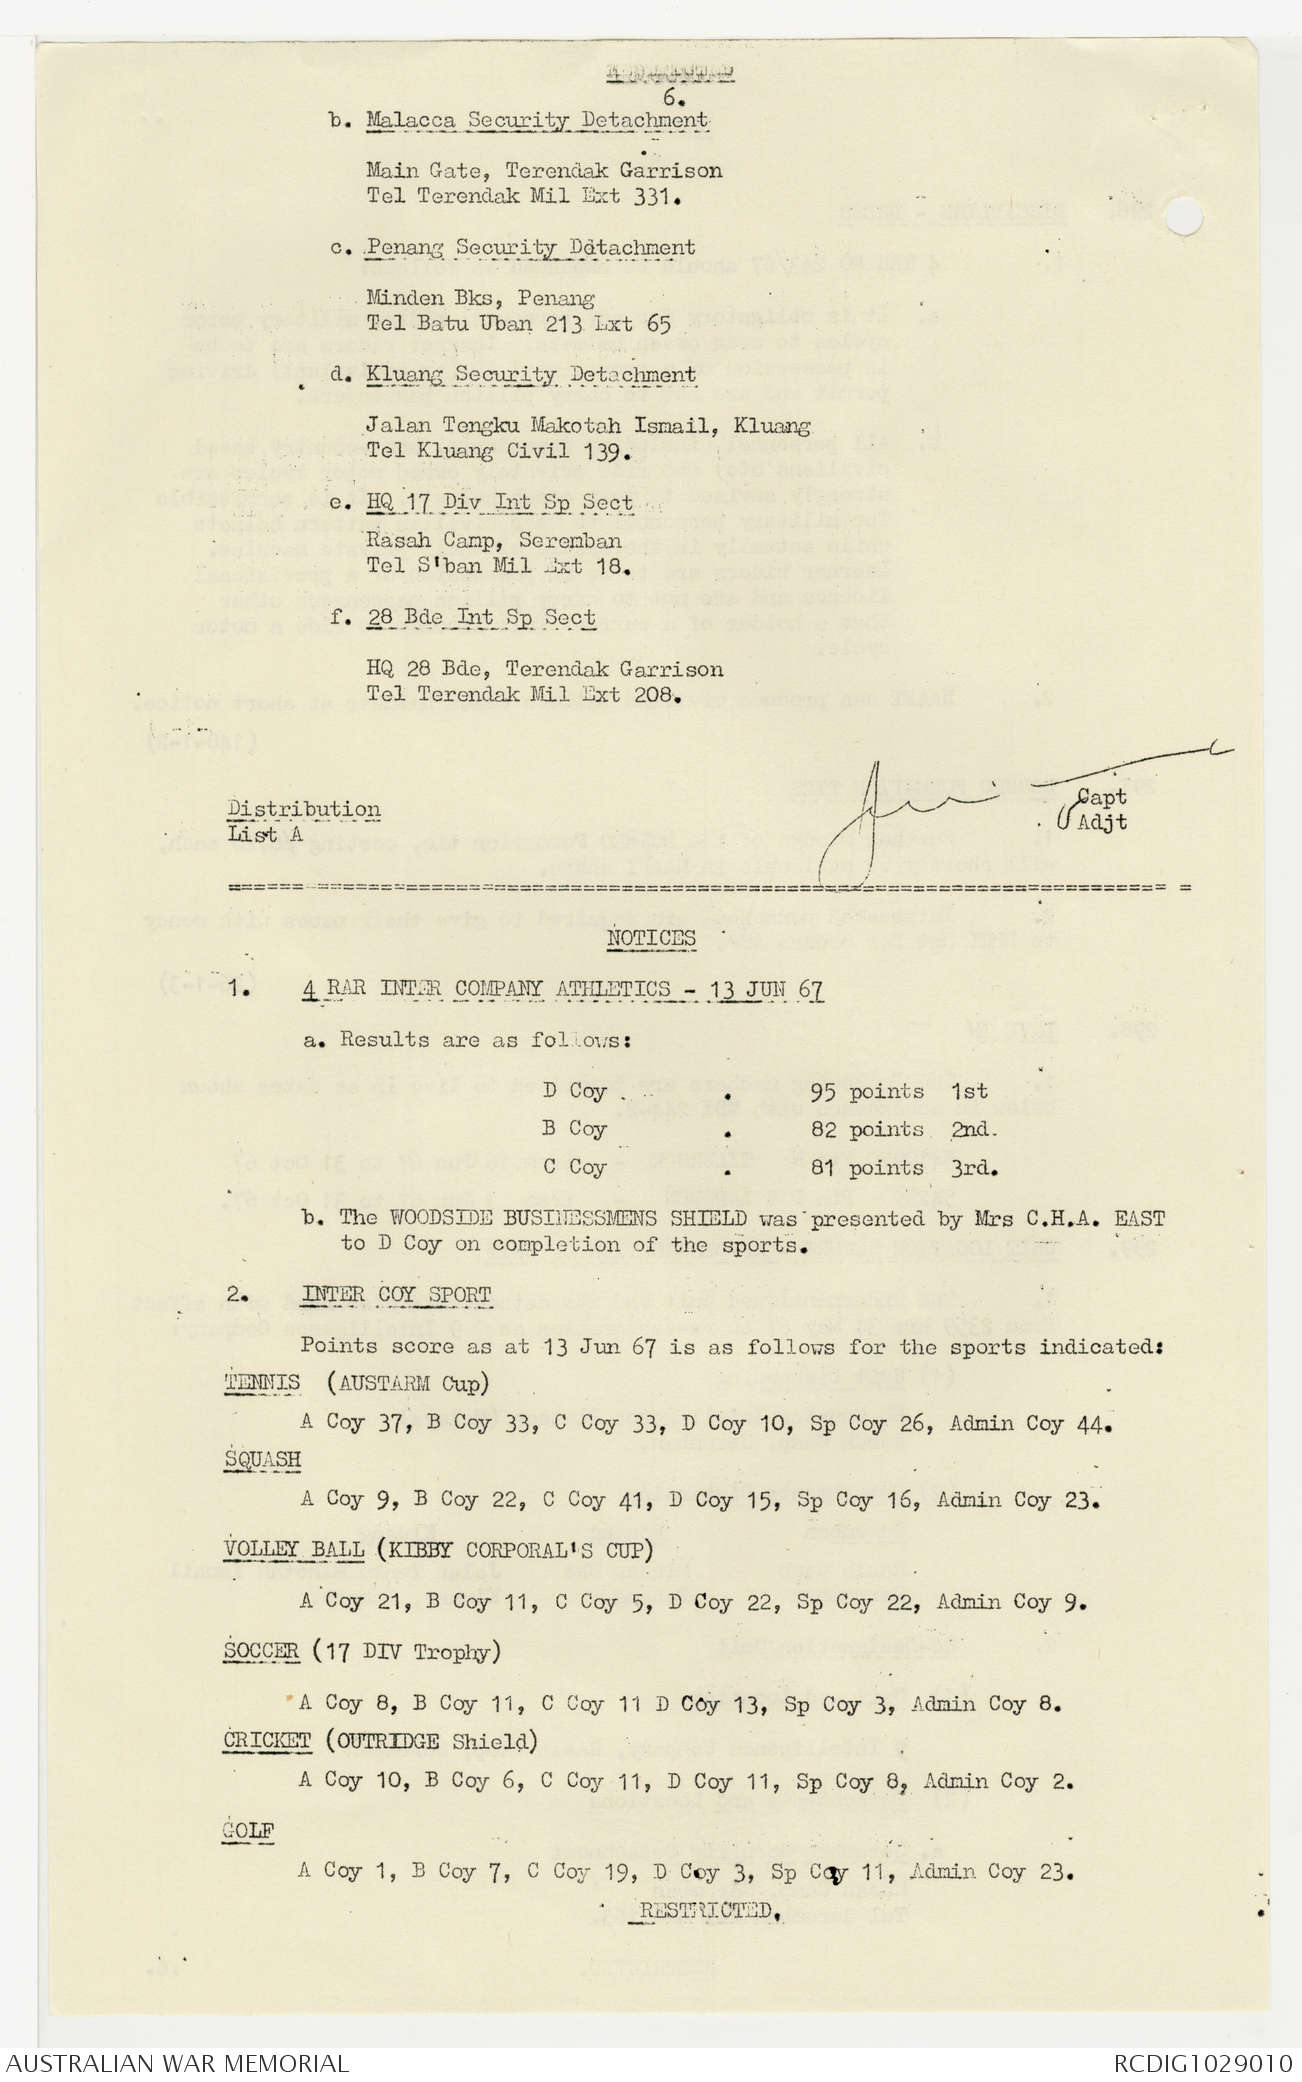 6.
b. Malacca Security Detachment
Main Gate, Terendak Garrison
Tel Terendak Mil Ext 331.
c. Penang Security Ddtachment
Minden Bks, Penang
Tel Batu Uban 213 Ext 65
d. Kluang Security Detachment
Jalan Tengku Makotah Ismail, Kluang
Tel Kluang Civil 139.
e. HQ 17 Div Int Sp Sect
Rasah Camp, Seremban
Tel S'ban Mil Ext 18.
f. 28 Bde Int Sp Sect
HQ 28 Bde, Terendak Garrison
Tel Terendak Mil Ext 208.
Capt
Distribution
Adjt
List A
NOTICES
1. 4 RAR INTER COMPANY ATHLETICS - 13 JUN 67
a. Results are as follows:
D Coy . 95 points 1st
B Coy . 82 points 2nd.
C Coy . 81 points 3rd.
b. The WOODSIDE BUSINESSMENS SHIELD was presented by Mrs C.H.A. EAST
to D Coy on completion of the sports.
2. INTER COY SPORT
Points score as at 13 Jun 67 is as follows for the sports indicated:
TENNIS (AUSTARM Cup)
A Coy 37, B Coy 33, C Coy 33, D Coy 10, Sp Coy 26, Admin Coy 44.
SQUASH
A Coy 9, B Coy 22, C Coy 41, D Coy 15, Sp Coy 16, Admin Coy 23.
VOLLEY BALL (KIBBY CORPORAL'S CUP)
A Coy 21, B Coy 11, C Coy 5, D Coy 22, Sp Coy 22, Admin Coy 9.
SOCCER (17 DIV Trophy)
A Coy 8, B Coy 11, C Coy 11 D Coy 13, Sp Coy 3, Admin Coy 8.
CRICKET (OUTRIDGE Shield)
A Coy 10, B Coy 6, C Coy 11, D Coy 11, Sp Coy 8, Admin Coy 2.
GOLF
A Coy 1, B Coy 7, C Coy 19, D Coy 3, Sp Coy 11, Admin Coy 23.
RESTRICTED.
AUSTRALIAN WAR MEMORIAL RCDIG1029010